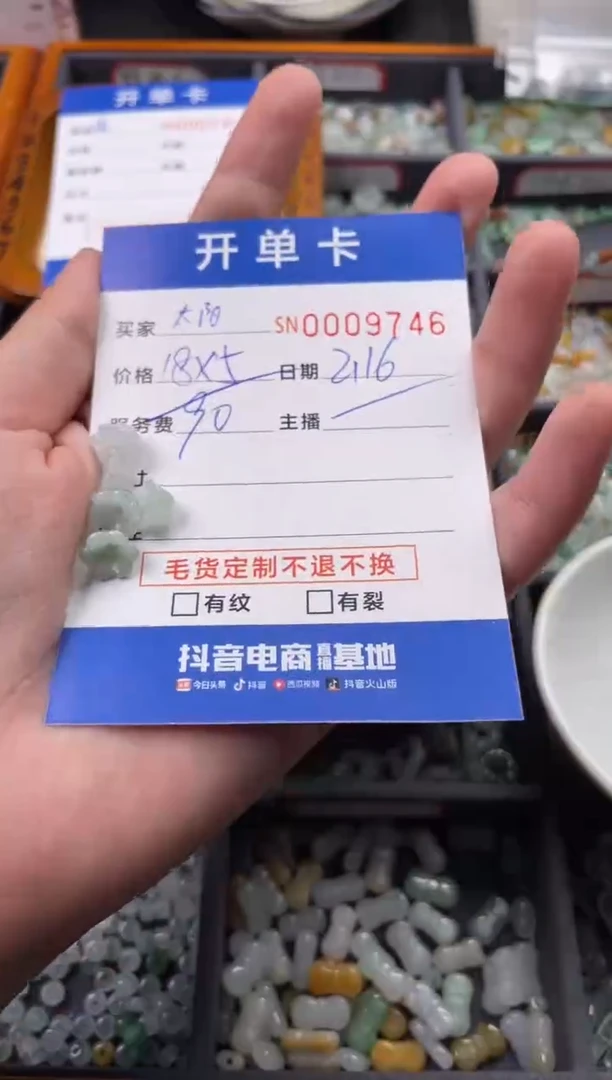 开单卡
开单卡
买家 太阳 SN0009746
价格 18x5 日期 2,16
服务费 90 主播
毛货定制不退不换
□有纹 □有裂
抖音电商直播基地
今日头条 抖音 西瓜视频 抖音火山版